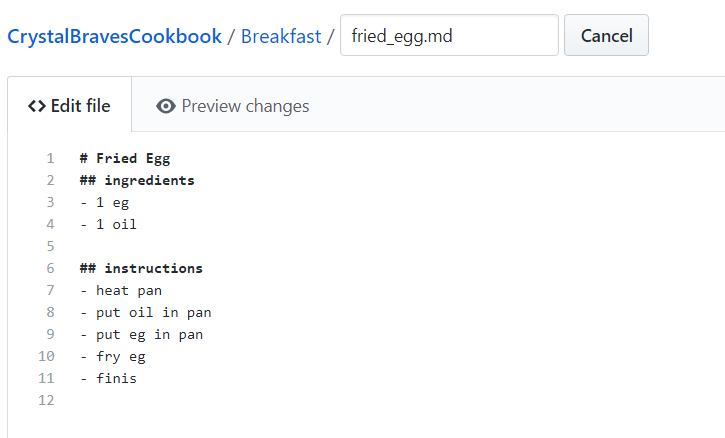 CrystalBravesCookbook / Breakfast / fried_egg.md Cancel
<> Edit file Preview changes
1 # Fried Egg
2 ## ingredients
3 - 1 eg
4 - 1 oil
5
6 ## instructions
7 - heat pan
8 - put oil in pan
9 - put eg in pan
10 - fry eg
11 - finis
12